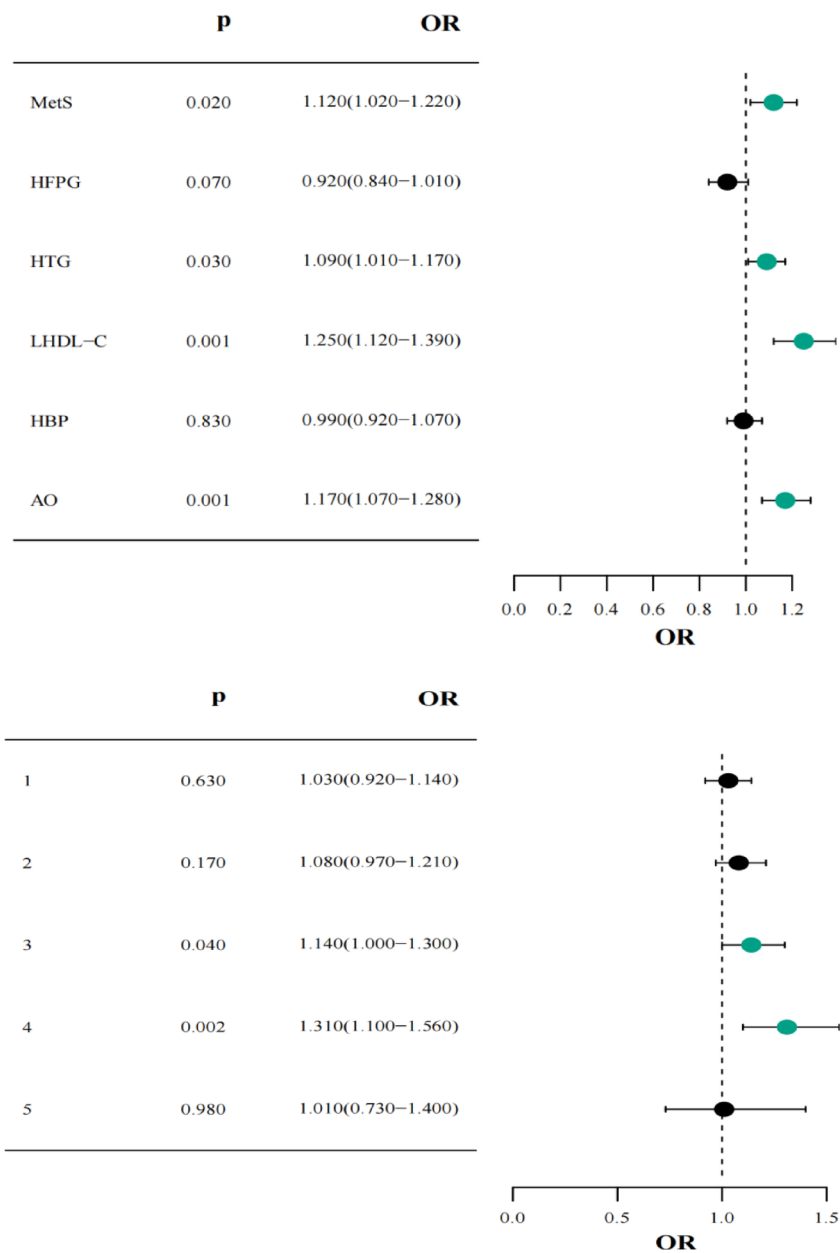 p OR
MetS 0.020 1.120(1.020−1.220)
HFPG 0.070 0.920(0.840−1.010)
HTG 0.030 1.090(1.010−1.170)
LHDL−C 0.001 1.250(1.120−1.390)
HBP 0.830 0.990(0.920−1.070)
AO 0.001 1.170(1.070−1.280)
0.0 0.2 0.4 0.6 0.8 1.0 1.2
OR
p OR
1 0.630 1.030(0.920−1.140)
2 0.170 1.080(0.970−1.210)
3 0.040 1.140(1.000−1.300)
4 0.002 1.310(1.100−1.560)
5 0.980 1.010(0.730−1.400)
0.0 0.5 1.0 1.5
OR